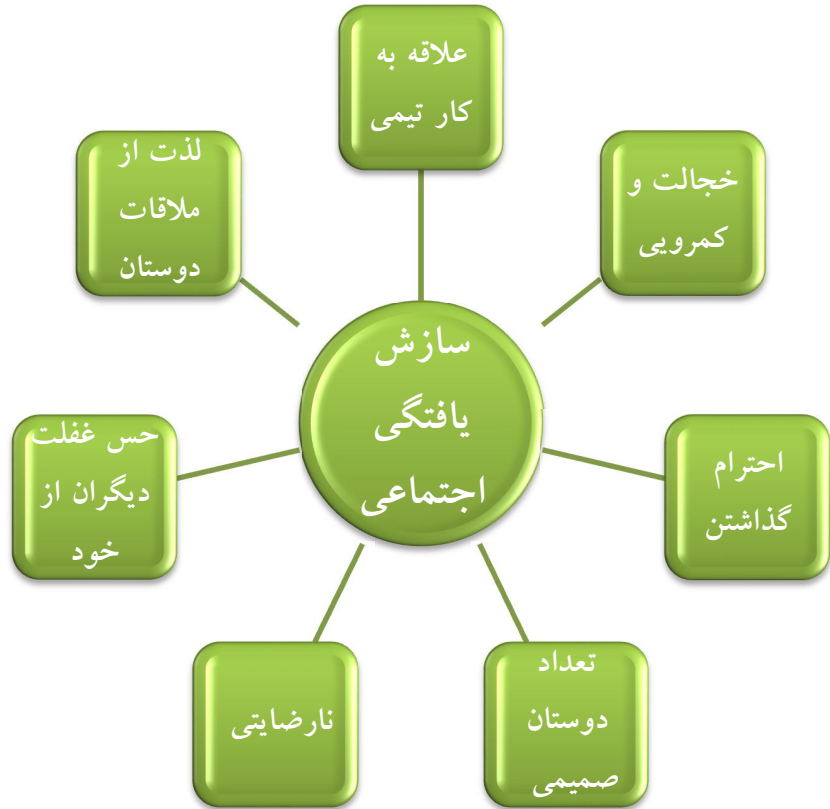 علاقه به
کار تیمی
خجالت و
کمرویی
احترام
گذاشتن
تعداد
دوستان
صمیمی
نارضایتی
حس غفلت
دیگران از
خود
لذت از
ملاقات
دوستان
سازش
یافتگی
اجتماعی